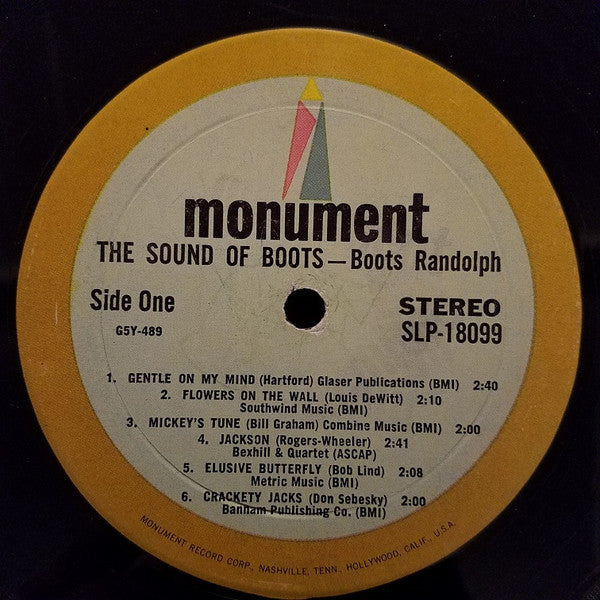 monument
THE SOUND OF BOOTS—Boots Randolph
Side One
STEREO
G5Y-489
SLP-18099
1. GENTLE ON MY MIND (Hartford) Glaser Publications (BMI) 2:40
2. FLOWERS ON THE WALL (Louis DeWitt) 2:10
Southwind Music (BMI)
3. MICKEY'S TUNE (Bill Graham) Combine Music (BMI) 2:00
4. JACKSON (Rogers-Wheeler) 2:41
Bexhill & Quartet (ASCAP)
5. ELUSIVE BUTTERFLY (Bob Lind) 2:08
Metric Music (BMI)
6. CRACKETY JACKS (Don Sebesky) 2:00
Banham Publishing Co. (BMI)
MONUMENT RECORD CORP., NASHVILLE, TENN., HOLLYWOOD, CALIF., U.S.A.